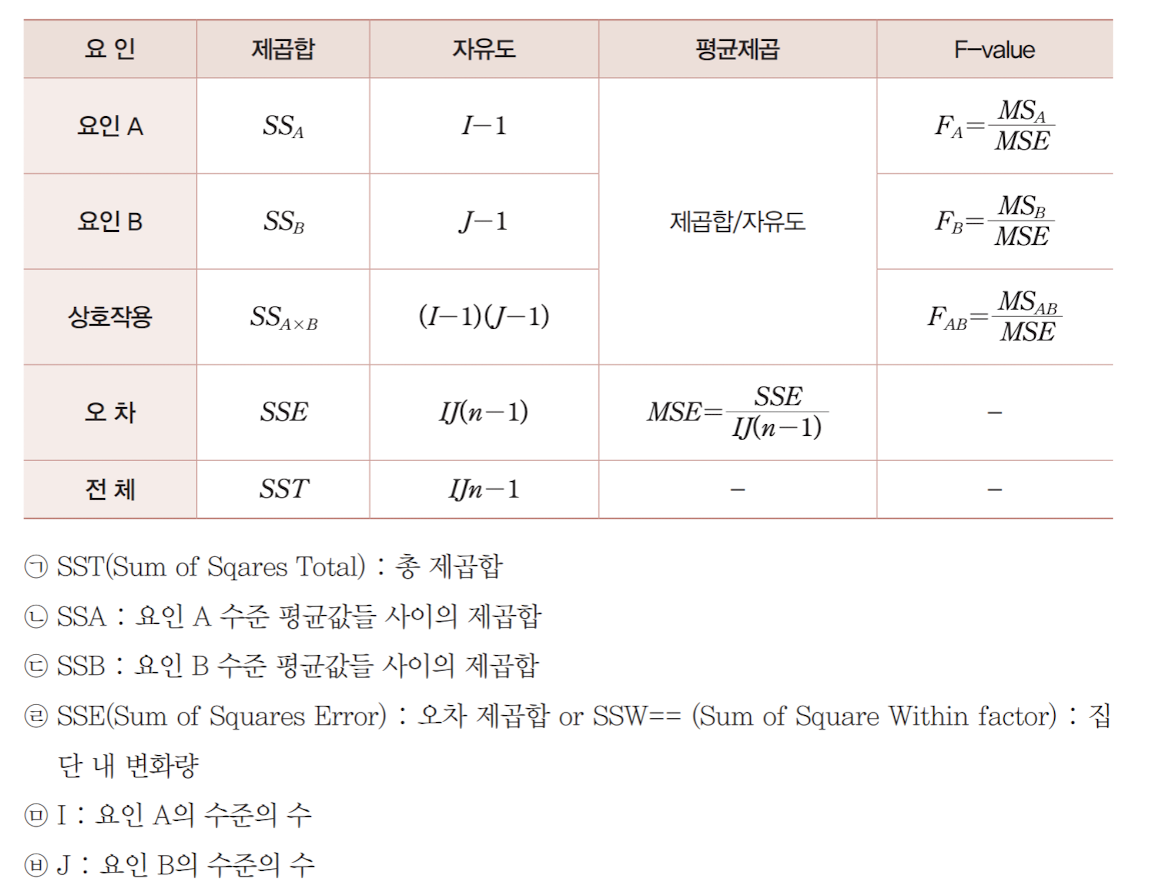 요 인 제곱합 자유도 평균제곱 F-value
요인 A SS_A I-1 F_A=MS_A/MSE
요인 B SS_B J-1 제곱합/자유도 F_B=MS_B/MSE
상호작용 SS_{A×B} (I-1)(J-1) F_{AB}=MS_{AB}/MSE
오 차 SSE IJ(n-1) MSE=SSE/IJ(n-1) -
전 체 SST IJn-1 - -
㉠ SST(Sum of Sqares Total) : 총 제곱합
㉡ SSA : 요인 A 수준 평균값들 사이의 제곱합
㉢ SSB : 요인 B 수준 평균값들 사이의 제곱합
㉣ SSE(Sum of Squares Error) : 오차 제곱합 or SSW== (Sum of Square Within factor) : 집
단 내 변화량
㉤ I : 요인 A의 수준의 수
㉥ J : 요인 B의 수준의 수